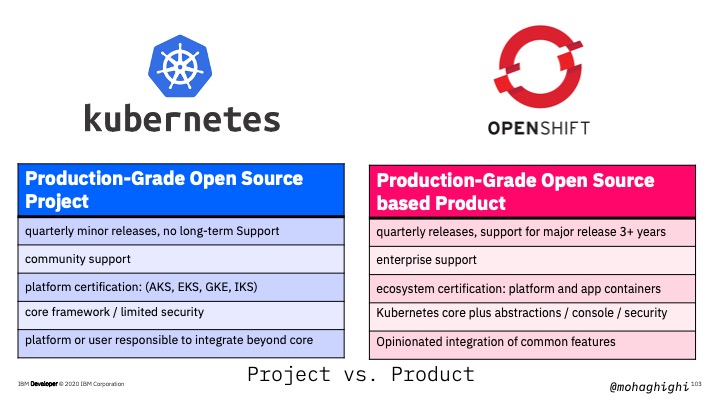 kubernetes
OPENSHIFT
Production-Grade Open Source
Project
quarterly minor releases, no long-term Support
community support
platform certification: (AKS, EKS, GKE, IKS)
core framework / limited security
platform or user responsible to integrate beyond core
Production-Grade Open Source
based Product
quarterly releases, support for major release 3+ years
enterprise support
ecosystem certification: platform and app containers
Kubernetes core plus abstractions / console / security
Opinionated integration of common features
Project vs. Product
IBM Developer © 2020 IBM Corporation
@mohaghighi
103